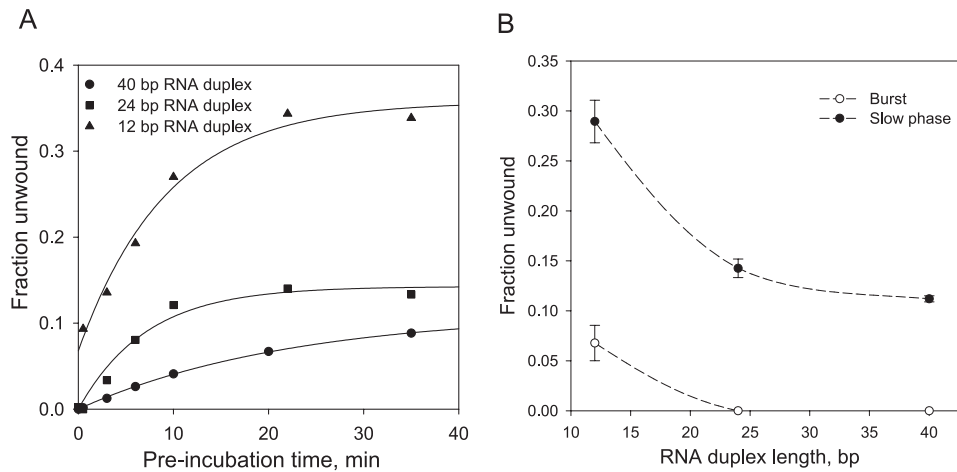 A
Fraction unwound
0.4
0.3
0.2
0.1
0.0
40 bp RNA duplex
24 bp RNA duplex
12 bp RNA duplex
0 10 20 30 40
Pre-incubation time, min
B
Fraction unwound
0.35
0.30
0.25
0.20
0.15
0.10
0.05
0.00
Burst
Slow phase
10 15 20 25 30 35 40
RNA duplex length, bp